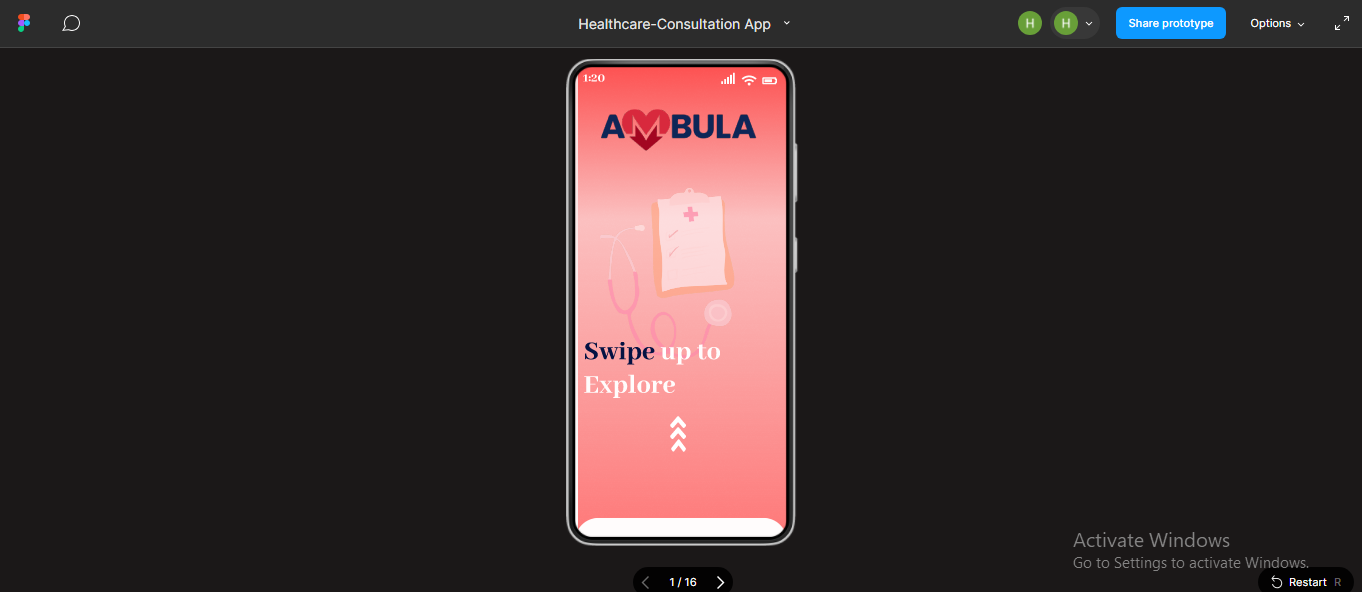 Healthcare-Consultation App
H
H
Share prototype
Options
1:20
AMBULA
Swipe up to
Explore
Activate Windows
Go to Settings to activate Windows.
1 / 16
Restart R